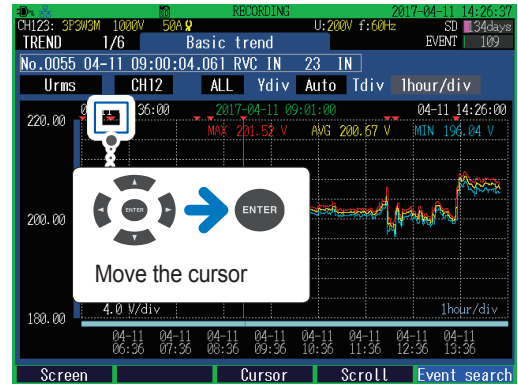 RECORDING 2017-04-11 14:26:37
CH123: 3P3W3M 1000V 50A U:200V f:60Hz SD 134days
TREND 1/6 Basic trend EVENT 109
No.0055 04-11 09:00:04.061 RVC IN 23 IN
Urms CH12 ALL Ydiv Auto Tdiv 1hour/div
36:00 2017-04-11 09:01:00 04-11 14:26:00
220.00 MAX 201.52 V AVG 200.67 V MIN 196.04 V
200.00
ENTER ENTER
Move the cursor
4.0 V/div 1hour/div
180.00
04-11 04-11 04-11 04-11 04-11 04-11 04-11 04-11
06:36 07:36 08:36 09:36 10:36 11:36 12:36 13:36
Screen Cursor Scroll Event search